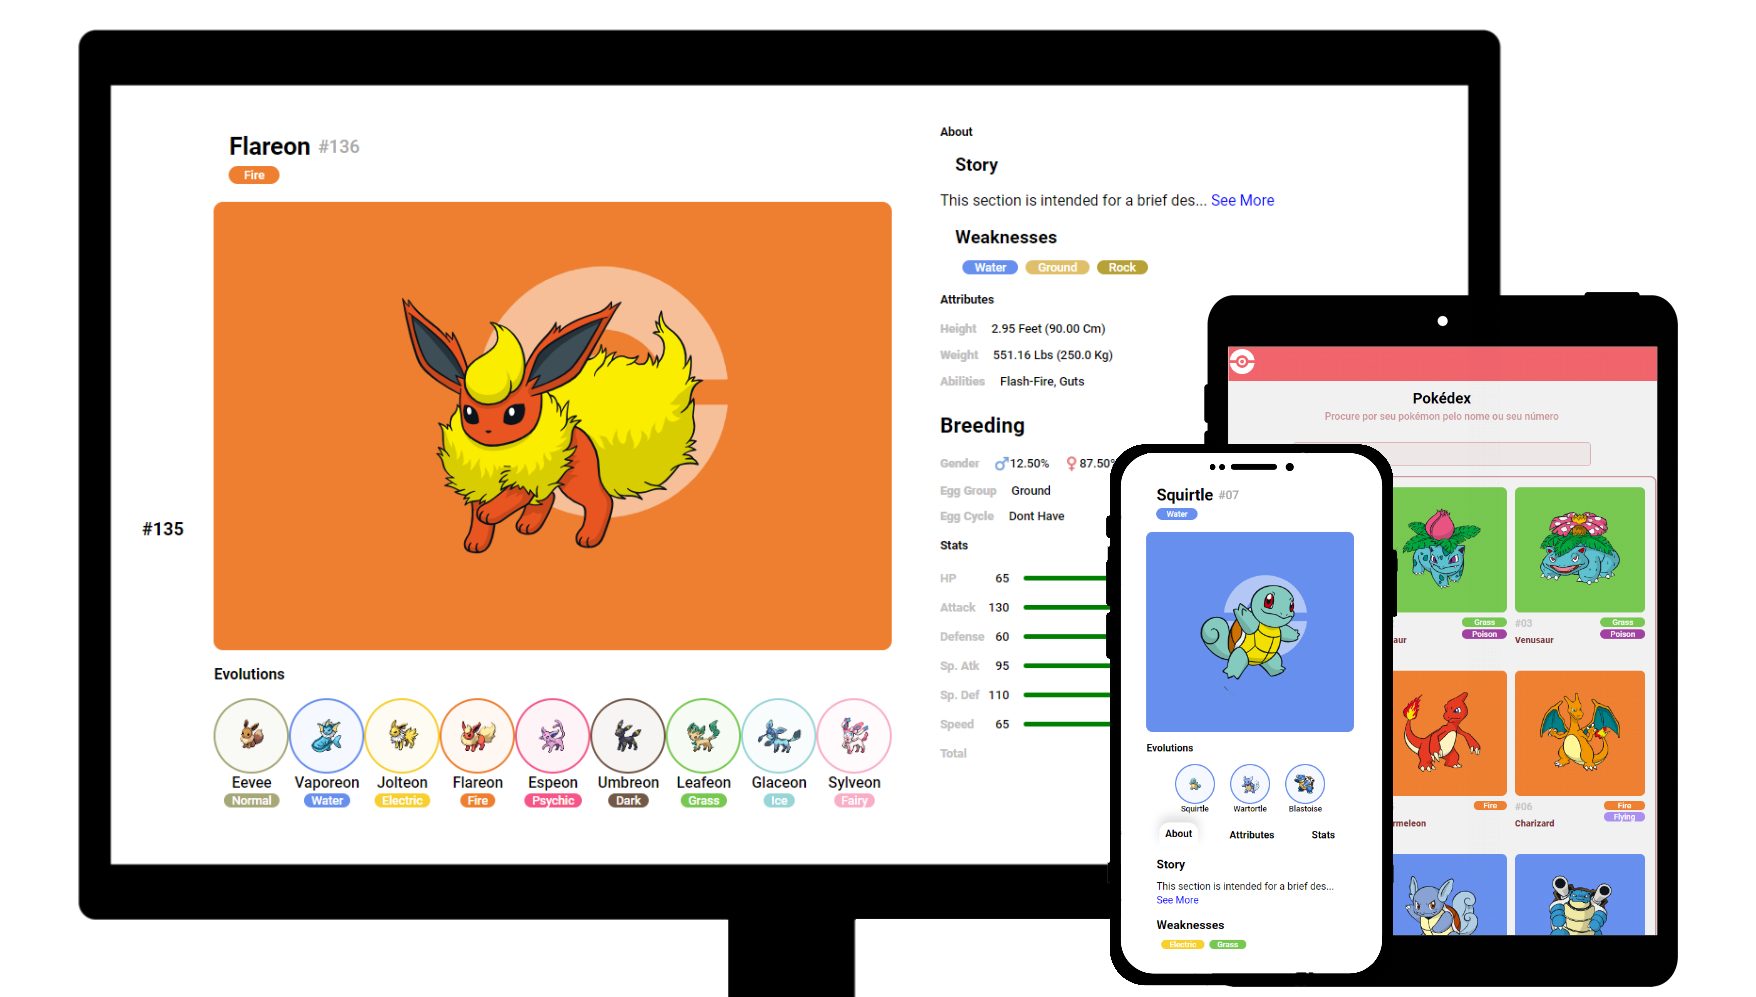 Flareon #136
Fire
#135
Evolutions
Eevee Vaporeon Jolteon Flareon Espeon Umbreon Leafeon Glaceon Sylveon
Normal Water Electric Fire Psychic Dark Grass Ice Fairy
About
Story
This section is intended for a brief des... See More
Weaknesses
Water Ground Rock
Attributes
Height 2.95 Feet (90.00 Cm)
Weight 551.16 Lbs (250.0 Kg)
Abilities Flash-Fire, Guts
Breeding
Gender ♂12.50% ♀87.50%
Egg Group Ground
Egg Cycle Dont Have
Stats
HP 65
Attack 130
Defense 60
Sp. Atk 95
Sp. Def 110
Speed 65
Total
Squirtle #07
Water
Evolutions
Squirtle Wartortle Blastoise
About Attributes Stats
Story
This section is intended for a brief des...
See More
Weaknesses
Electric Grass
Pokédex
Procure por seu pokémon pelo nome ou seu número
Grass
Poison
aur
#03 Grass
Poison
Venusaur
Fire
rmeleon
#06 Fire
Flying
Charizard